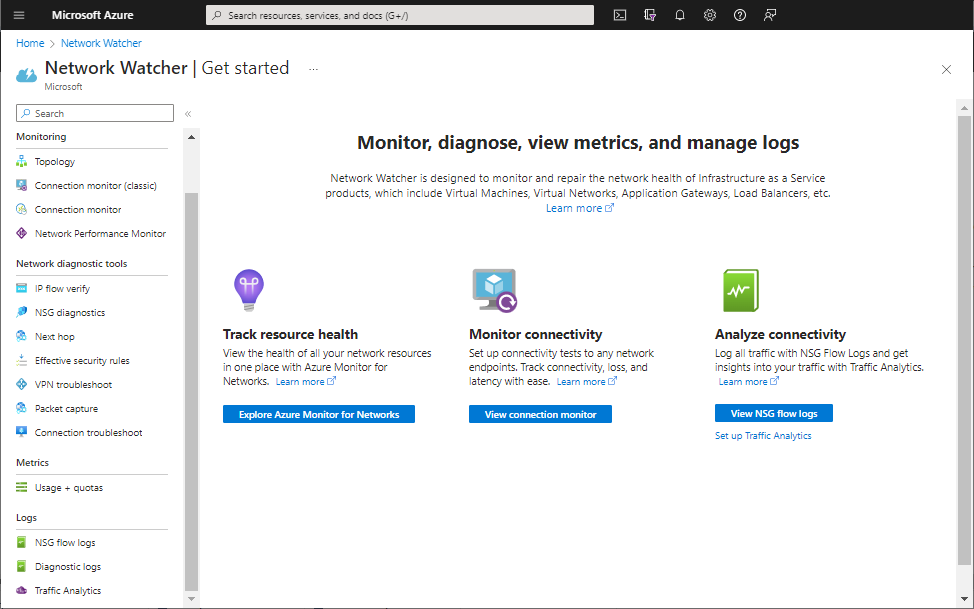 Microsoft Azure
Search resources, services, and docs (G+/)
Home > Network Watcher
Network Watcher | Get started ...
Microsoft
Search
Monitoring
Topology
Connection monitor (classic)
Connection monitor
Network Performance Monitor
Network diagnostic tools
IP flow verify
NSG diagnostics
Next hop
Effective security rules
VPN troubleshoot
Packet capture
Connection troubleshoot
Metrics
Usage + quotas
Logs
NSG flow logs
Diagnostic logs
Traffic Analytics
Monitor, diagnose, view metrics, and manage logs
Network Watcher is designed to monitor and repair the network health of Infrastructure as a Service
products, which include Virtual Machines, Virtual Networks, Application Gateways, Load Balancers, etc.
Learn more
Track resource health
View the health of all your network resources
in one place with Azure Monitor for
Networks. Learn more
Explore Azure Monitor for Networks
Monitor connectivity
Set up connectivity tests to any network
endpoints. Track connectivity, loss, and
latency with ease. Learn more
View connection monitor
Analyze connectivity
Log all traffic with NSG Flow Logs and get
insights into your traffic with Traffic Analytics.
Learn more
View NSG flow logs
Set up Traffic Analytics